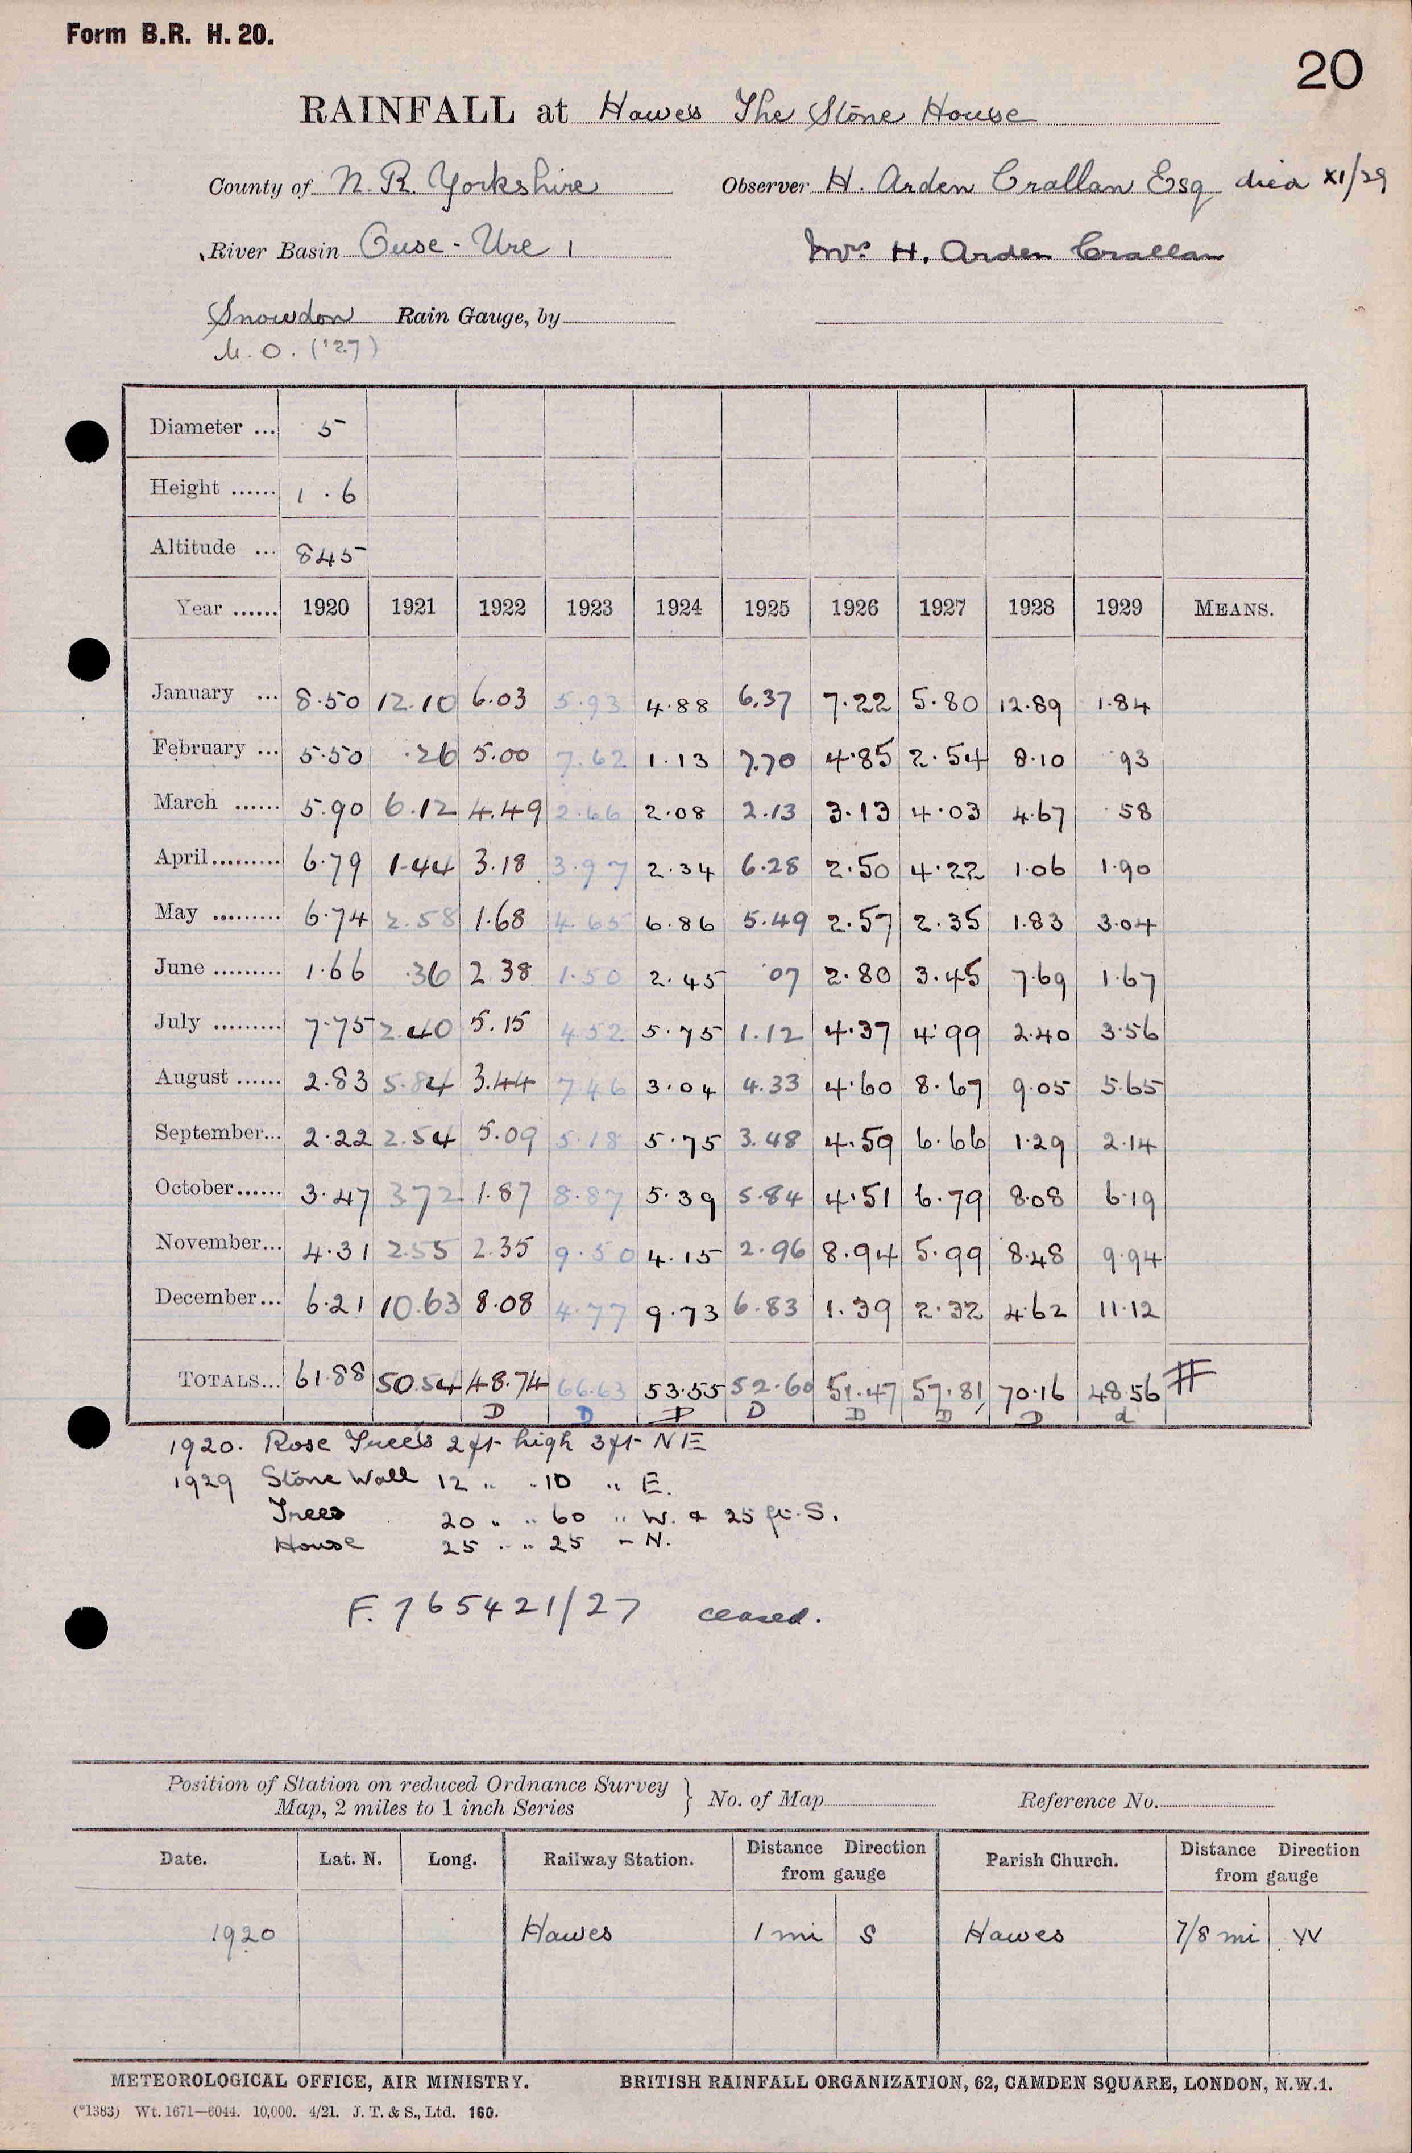 Form B.R. H. 20.
20
RAINFALL at Hawes The Stone House
County of N. R. Yorkshire Observer H. Arden Crallan Esq died XI/29
River Basin Ouse - Ure 1 Mrs H. Arden Crallan
Snowdon Rain Gauge, by
M.O. ('27)
Diameter ... 5
Height ...... 1.6
Altitude ... 845
Year ...... 1920 1921 1922 1923 1924 1925 1926 1927 1928 1929 MEANS.
January ... 8.50 12.10 6.03 5.93 4.88 6.37 7.22 5.80 12.89 1.84
February ... 5.50 .26 5.00 7.62 1.13 7.70 4.85 2.54 8.10 .93
March ...... 5.90 6.12 4.49 2.66 2.08 2.13 3.13 4.03 4.67 .58
April......... 6.79 1.44 3.18 3.97 2.34 6.28 2.50 4.22 1.06 1.90
May ......... 6.74 2.58 1.68 4.65 6.86 5.49 2.57 2.35 1.83 3.04
June ......... 1.66 .36 2.38 1.50 2.45 .07 2.80 3.45 7.69 1.67
July ......... 7.75 2.40 5.15 4.52 5.75 1.12 4.37 4.99 2.40 3.56
August ...... 2.83 5.84 3.44 7.46 3.04 4.33 4.60 8.67 9.05 5.65
September... 2.22 2.54 5.09 5.18 5.75 3.48 4.59 6.66 1.29 2.14
October...... 3.47 3.72 1.87 8.87 5.39 5.84 4.51 6.79 8.08 6.19
November... 4.31 2.55 2.35 9.50 4.15 2.96 8.94 5.99 8.48 9.94
December... 6.21 10.63 8.08 4.77 9.73 6.83 1.39 2.32 4.62 11.12
TOTALS... 61.88 50.54 48.74 66.63 53.55 52.60 51.47 57.81 70.16 48.56 #
D D D D D D D d
1920. Rose Trees 2 ft high 3 ft NE
1929 Stone Wall 12 " " 10 " E.
Trees 20 " " 60 " W. & 25 ft. S.
House 25 " " 25 - N.
F. 765421/27 ceased.
Position of Station on reduced Ordnance Survey
Map, 2 miles to 1 inch Series } No. of Map Reference No.
Date. Lat. N. Long. Railway Station. Distance Direction from gauge Parish Church. Distance Direction from gauge
1920 Hawes 1 mi S Hawes 7/8 mi W
METEOROLOGICAL OFFICE, AIR MINISTRY. BRITISH RAINFALL ORGANIZATION, 62, CAMDEN SQUARE, LONDON, N.W.1.
(*1383) Wt. 1671—6044. 10,000. 4/21. J. T. & S., Ltd. 160.